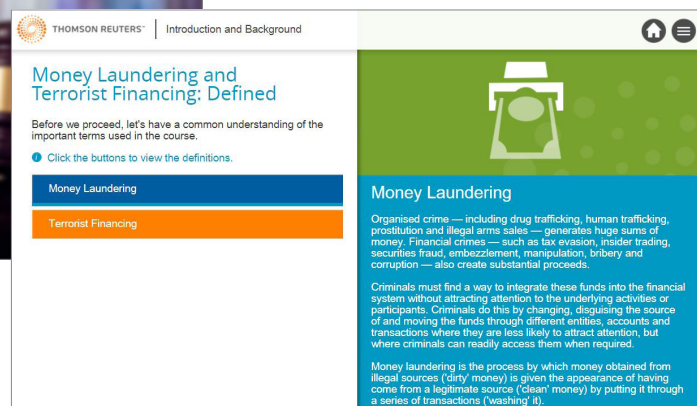 THOMSON REUTERS™ Introduction and Background
Money Laundering and
Terrorist Financing: Defined
Before we proceed, let's have a common understanding of the
important terms used in the course.
Click the buttons to view the definitions.
Money Laundering
Terrorist Financing
Money Laundering
Organised crime — including drug trafficking, human trafficking,
prostitution and illegal arms sales — generates huge sums of
money. Financial crimes — such as tax evasion, insider trading,
securities fraud, embezzlement, manipulation, bribery and
corruption — also create substantial proceeds.
Criminals must find a way to integrate these funds into the financial
system without attracting attention to the underlying activities or
participants. Criminals do this by changing, disguising the source
of and moving the funds through different entities, accounts and
transactions where they are less likely to attract attention, but
where criminals can readily access them when required.
Money laundering is the process by which money obtained from
illegal sources ('dirty' money) is given the appearance of having
come from a legitimate source ('clean' money) by putting it through
a series of transactions ('washing' it).